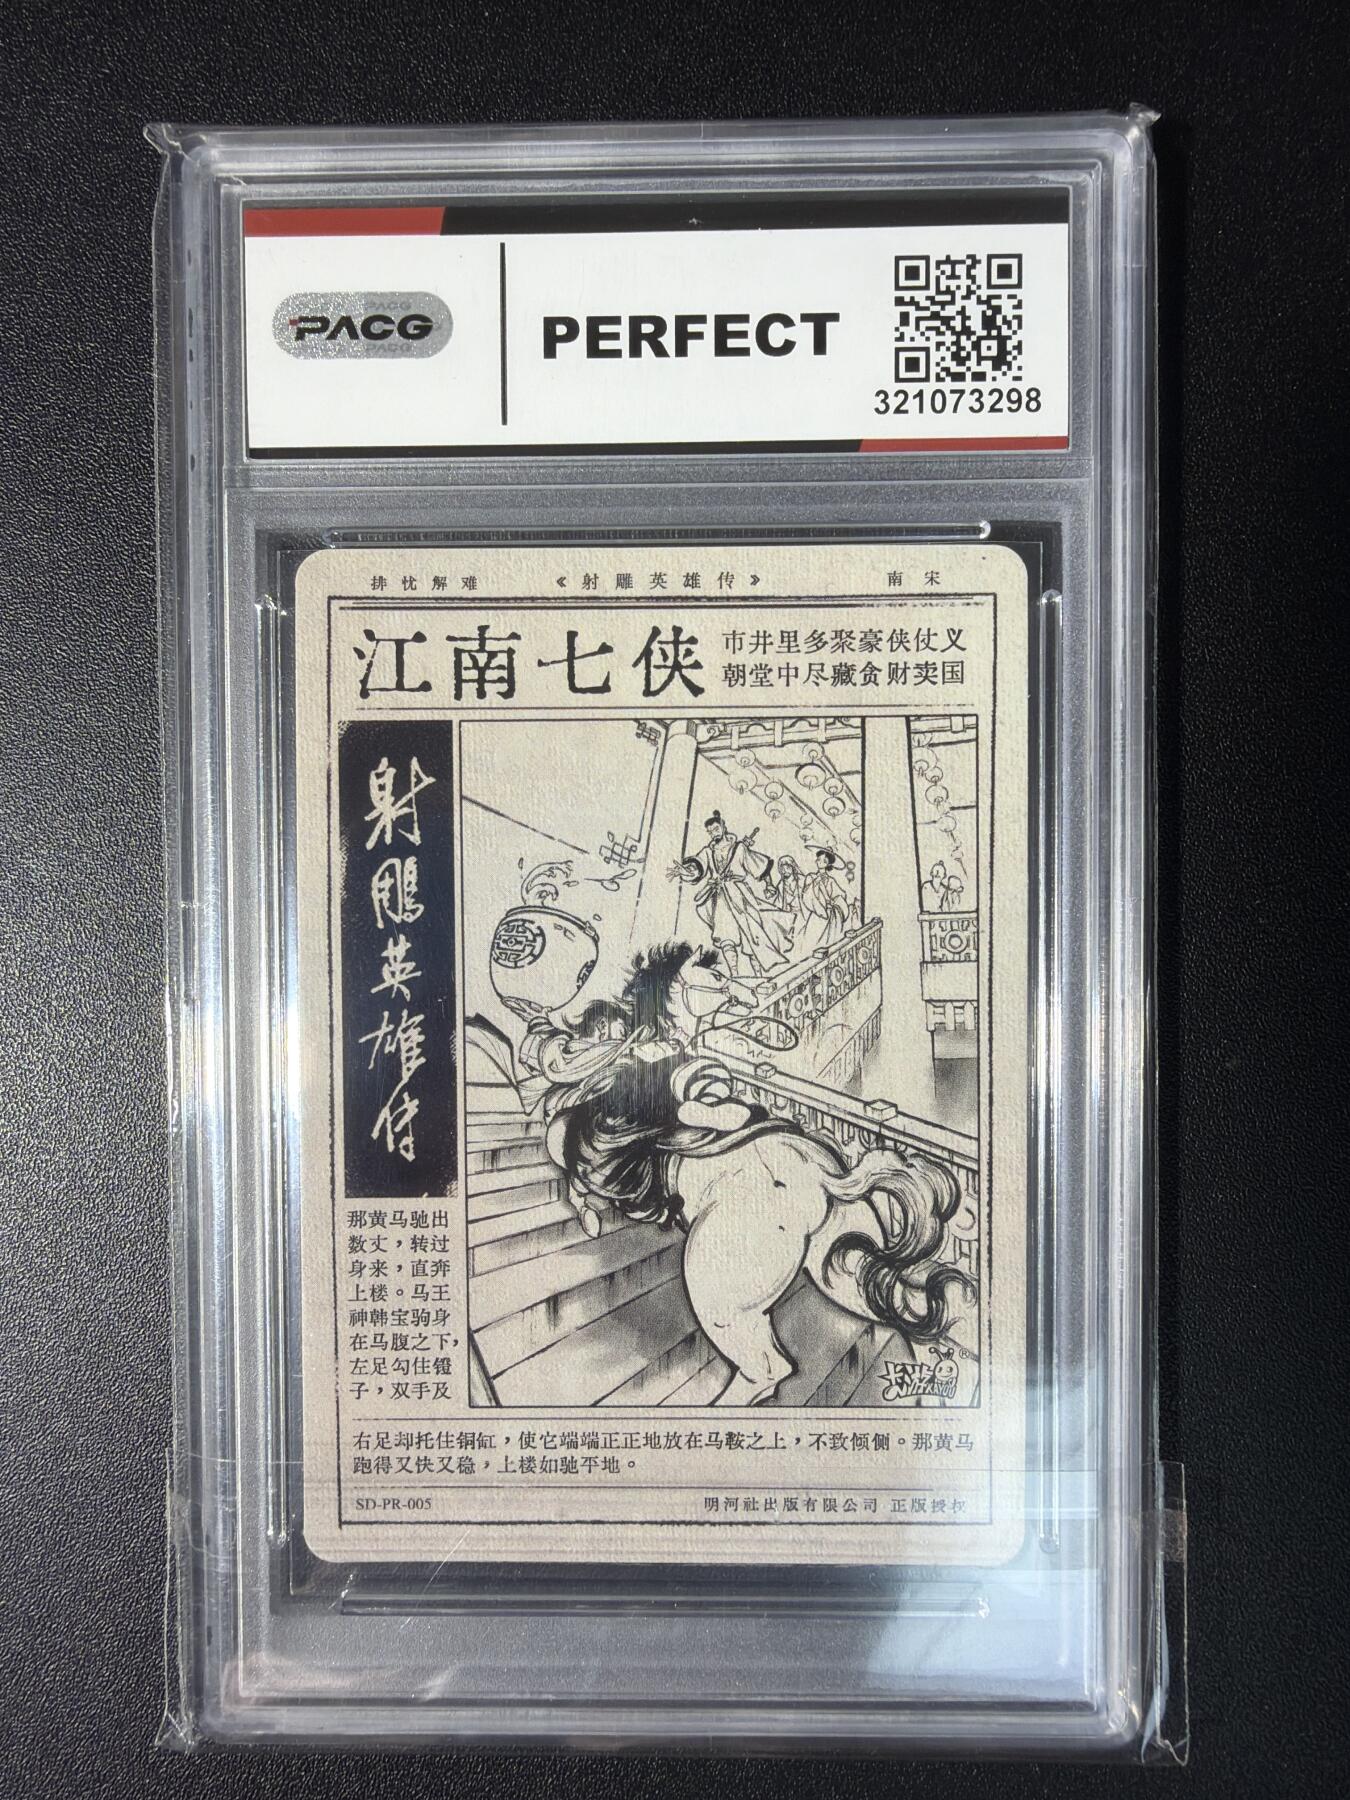 PACG
PACG
PACG
PERFECT
321073298
排忧解难 《射雕英雄传》 南宋
江南七侠
市井里多聚豪侠仗义
朝堂中尽藏贪财卖国
射鵰英雄传
那黄马驰出
数丈，转过
身来，直奔
上楼。马王
神韩宝驹身
在马腹之下，
左足勾住镫
子，双手及
右足却托住铜缸，使它端端正正地放在马鞍之上，不致倾侧。那黄马
跑得又快又稳，上楼如驰平地。
卡游 KAYOU ®
SD-PR-005 明河社出版有限公司 正版授权